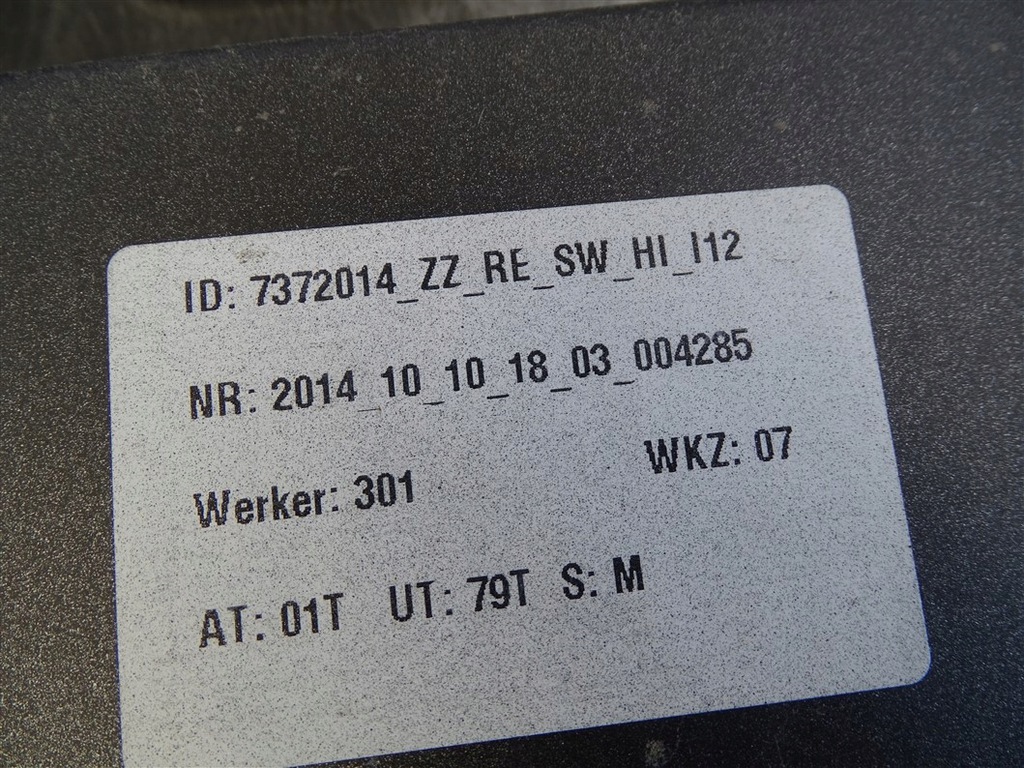 ID: 7372014_ZZ_RE_SW_HI_I12
NR: 2014_10_10_18_03_004285
Werker: 301 WKZ: 07
AT: 01T UT: 79T S: M